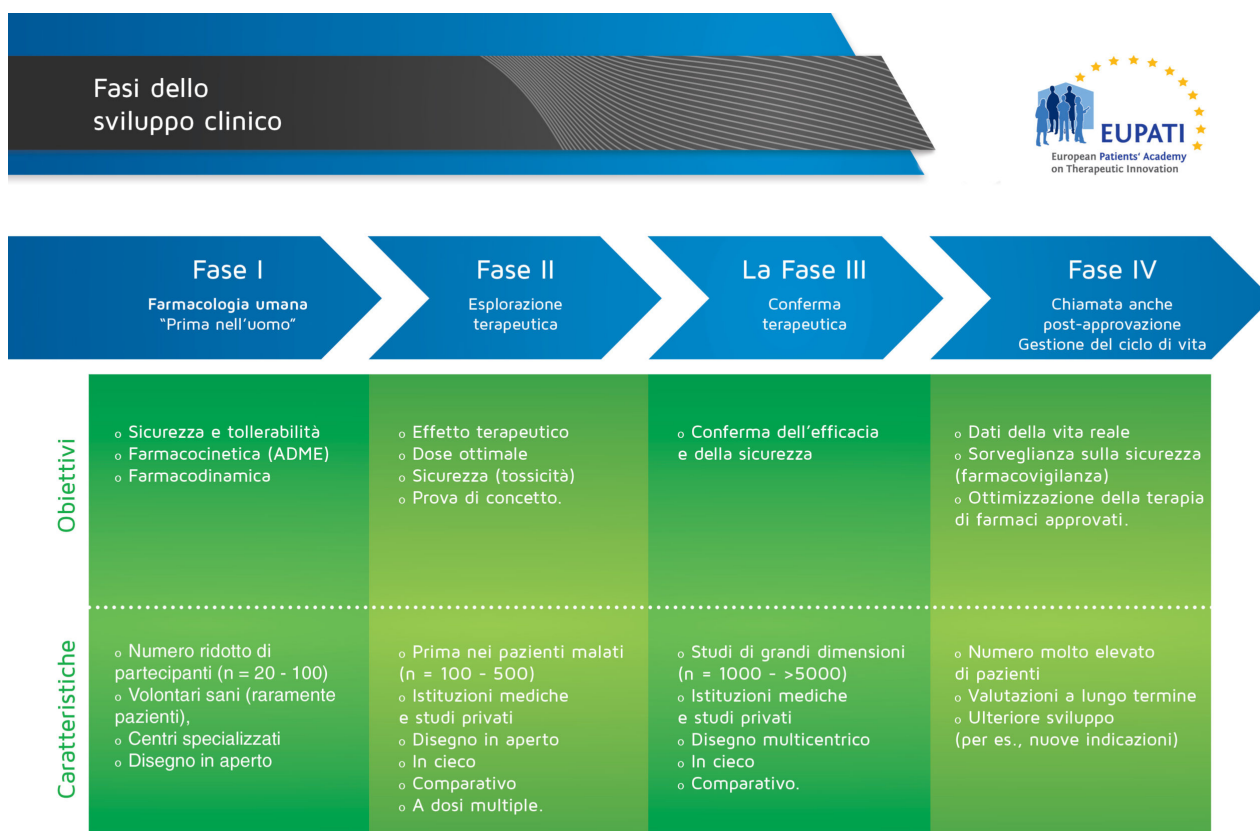 Fasi dello
sviluppo clinico
EUPATI
European Patients' Academy
on Therapeutic Innovation
Fase I
Farmacologia umana
“Prima nell’uomo”
Fase II
Esplorazione
terapeutica
La Fase III
Conferma
terapeutica
Fase IV
Chiamata anche
post-approvazione
Gestione del ciclo di vita
Obiettivi
o Sicurezza e tollerabilità
o Farmacocinetica (ADME)
o Farmacodinamica
o Effetto terapeutico
o Dose ottimale
o Sicurezza (tossicità)
o Prova di concetto.
o Conferma dell’efficacia
e della sicurezza
o Dati della vita reale
o Sorveglianza sulla sicurezza
(farmacovigilanza)
o Ottimizzazione della terapia
di farmaci approvati.
Caratteristiche
o Numero ridotto di
partecipanti (n = 20 - 100)
o Volontari sani (raramente
pazienti),
o Centri specializzati
o Disegno in aperto
o Prima nei pazienti malati
(n = 100 - 500)
o Istituzioni mediche
e studi privati
o Disegno in aperto
o In cieco
o Comparativo
o A dosi multiple.
o Studi di grandi dimensioni
(n = 1000 - >5000)
o Istituzioni mediche
e studi privati
o Disegno multicentrico
o In cieco
o Comparativo.
o Numero molto elevato
di pazienti
o Valutazioni a lungo termine
o Ulteriore sviluppo
(per es., nuove indicazioni)